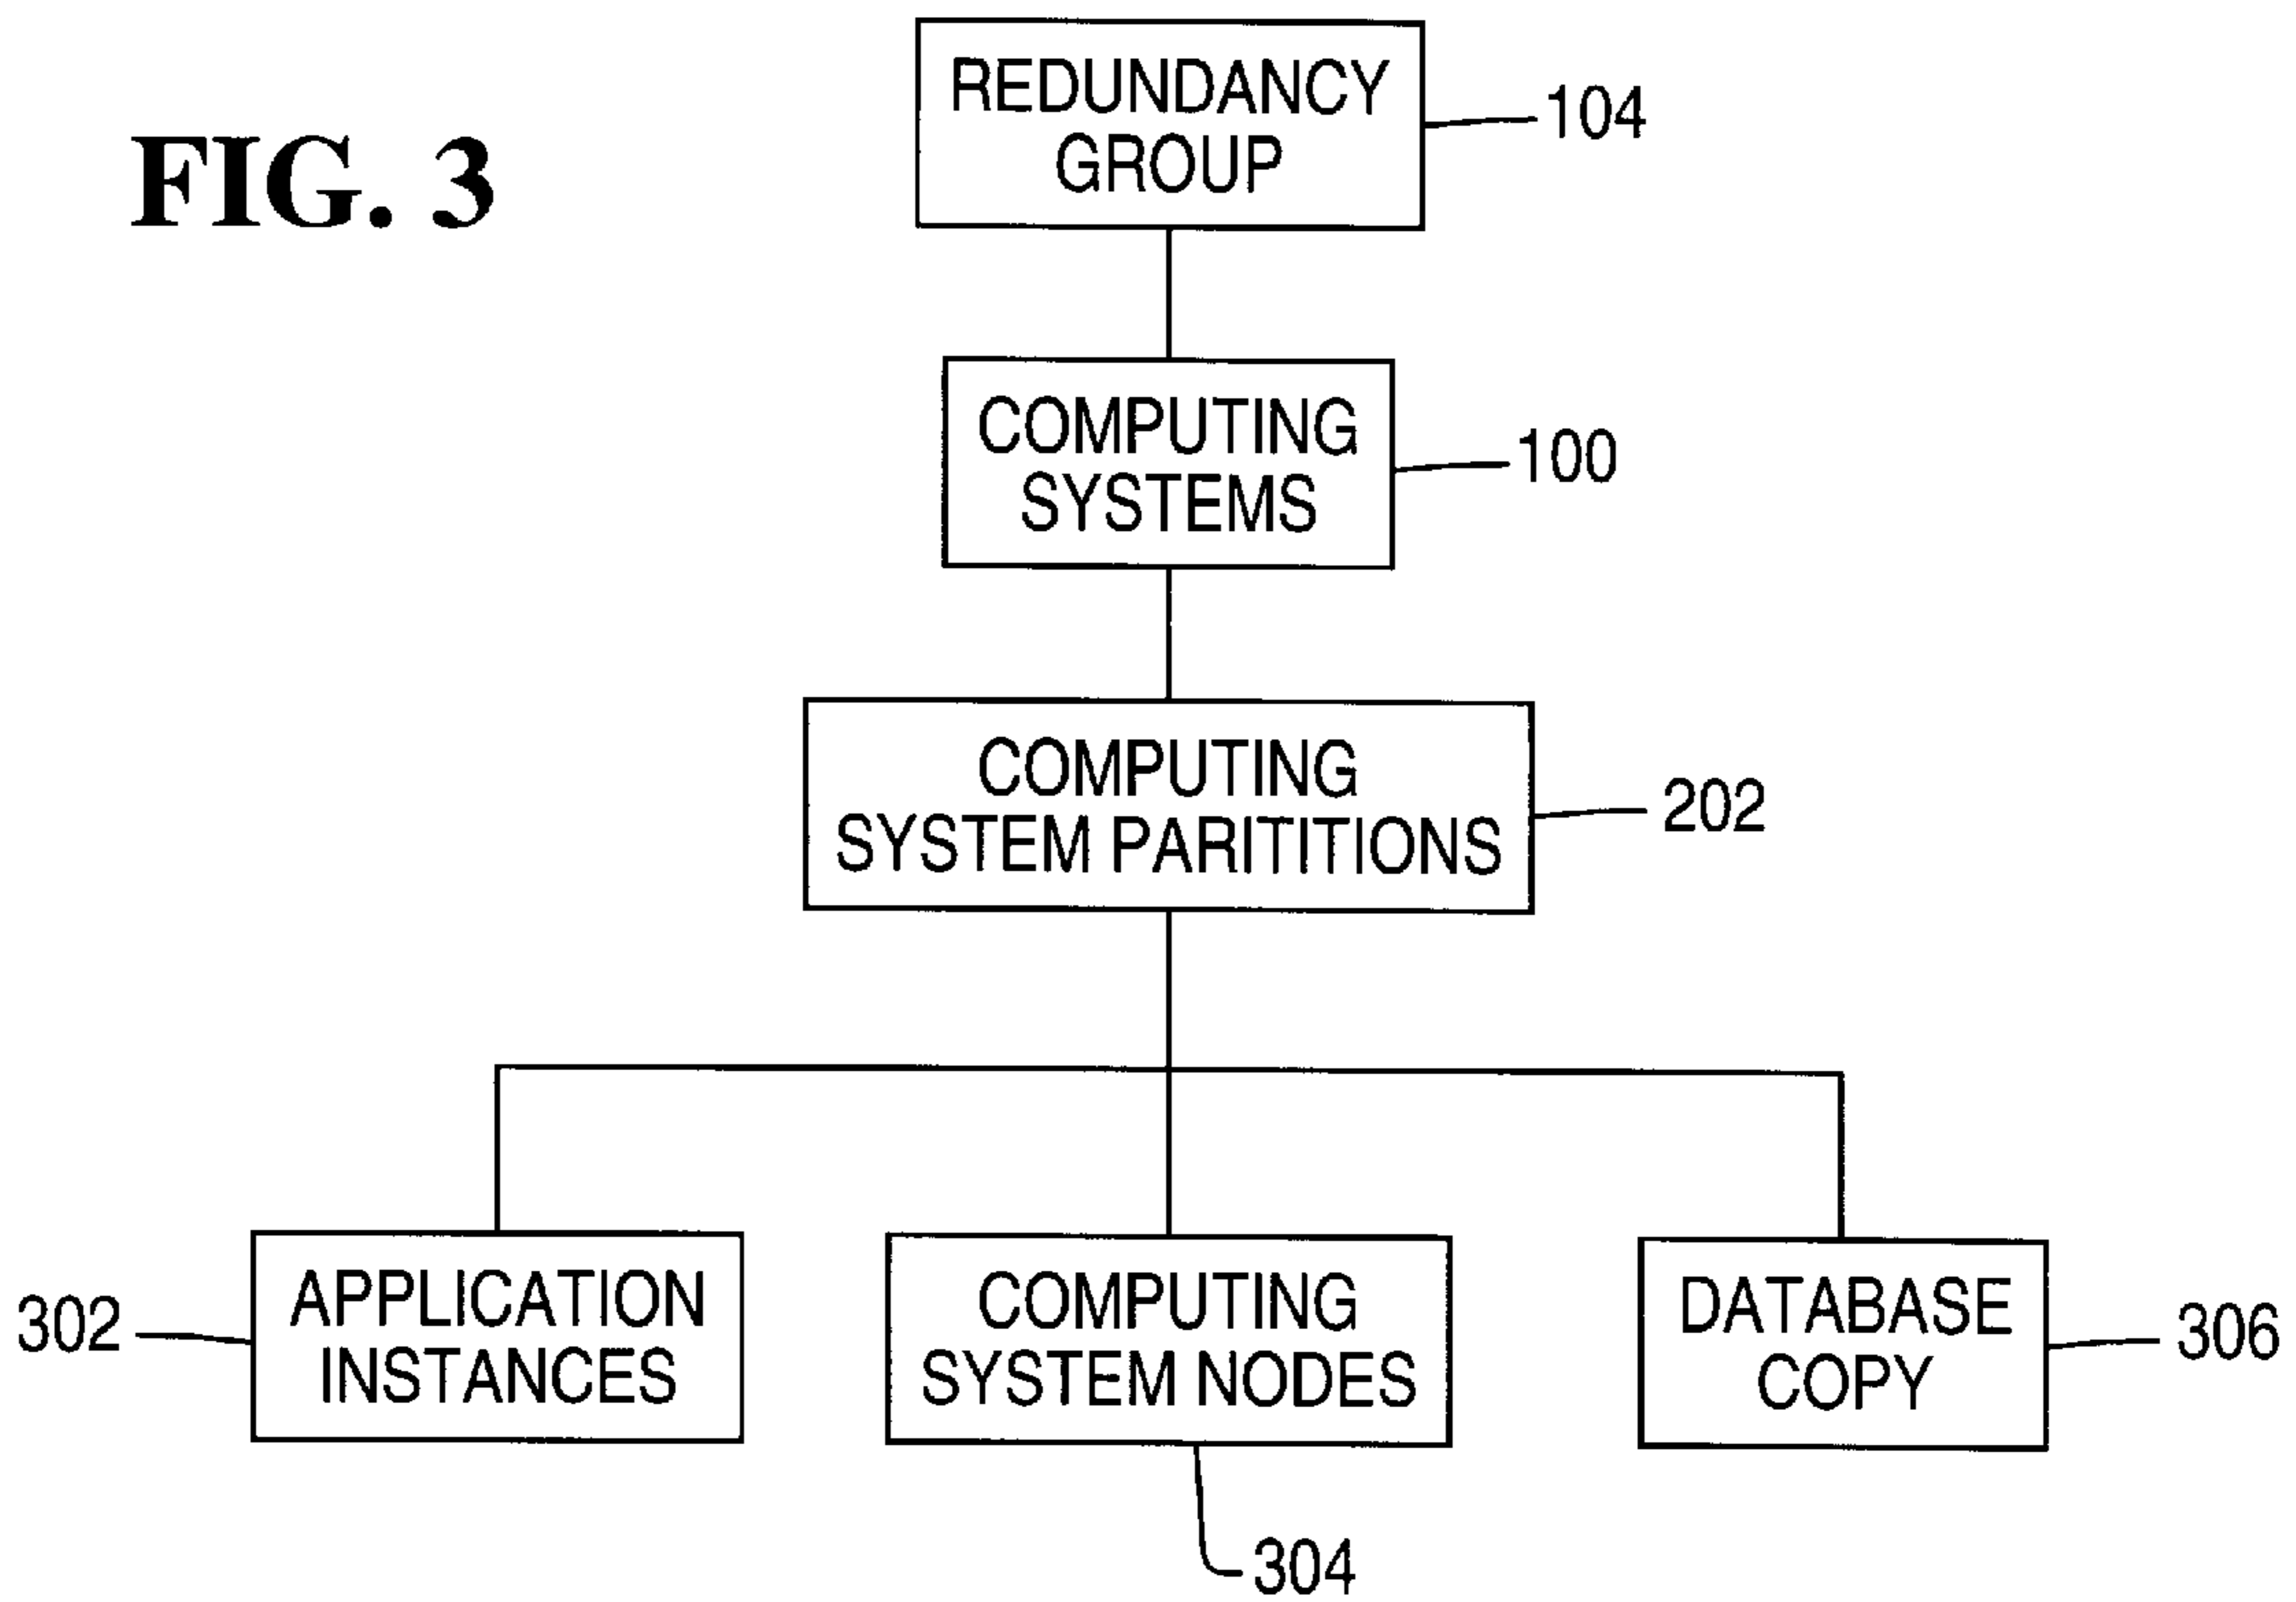 FIG. 3
REDUNDANCY
GROUP
104
COMPUTING
SYSTEMS
100
COMPUTING
SYSTEM PARITITIONS
202
302
APPLICATION
INSTANCES
COMPUTING
SYSTEM NODES
304
DATABASE
COPY
306